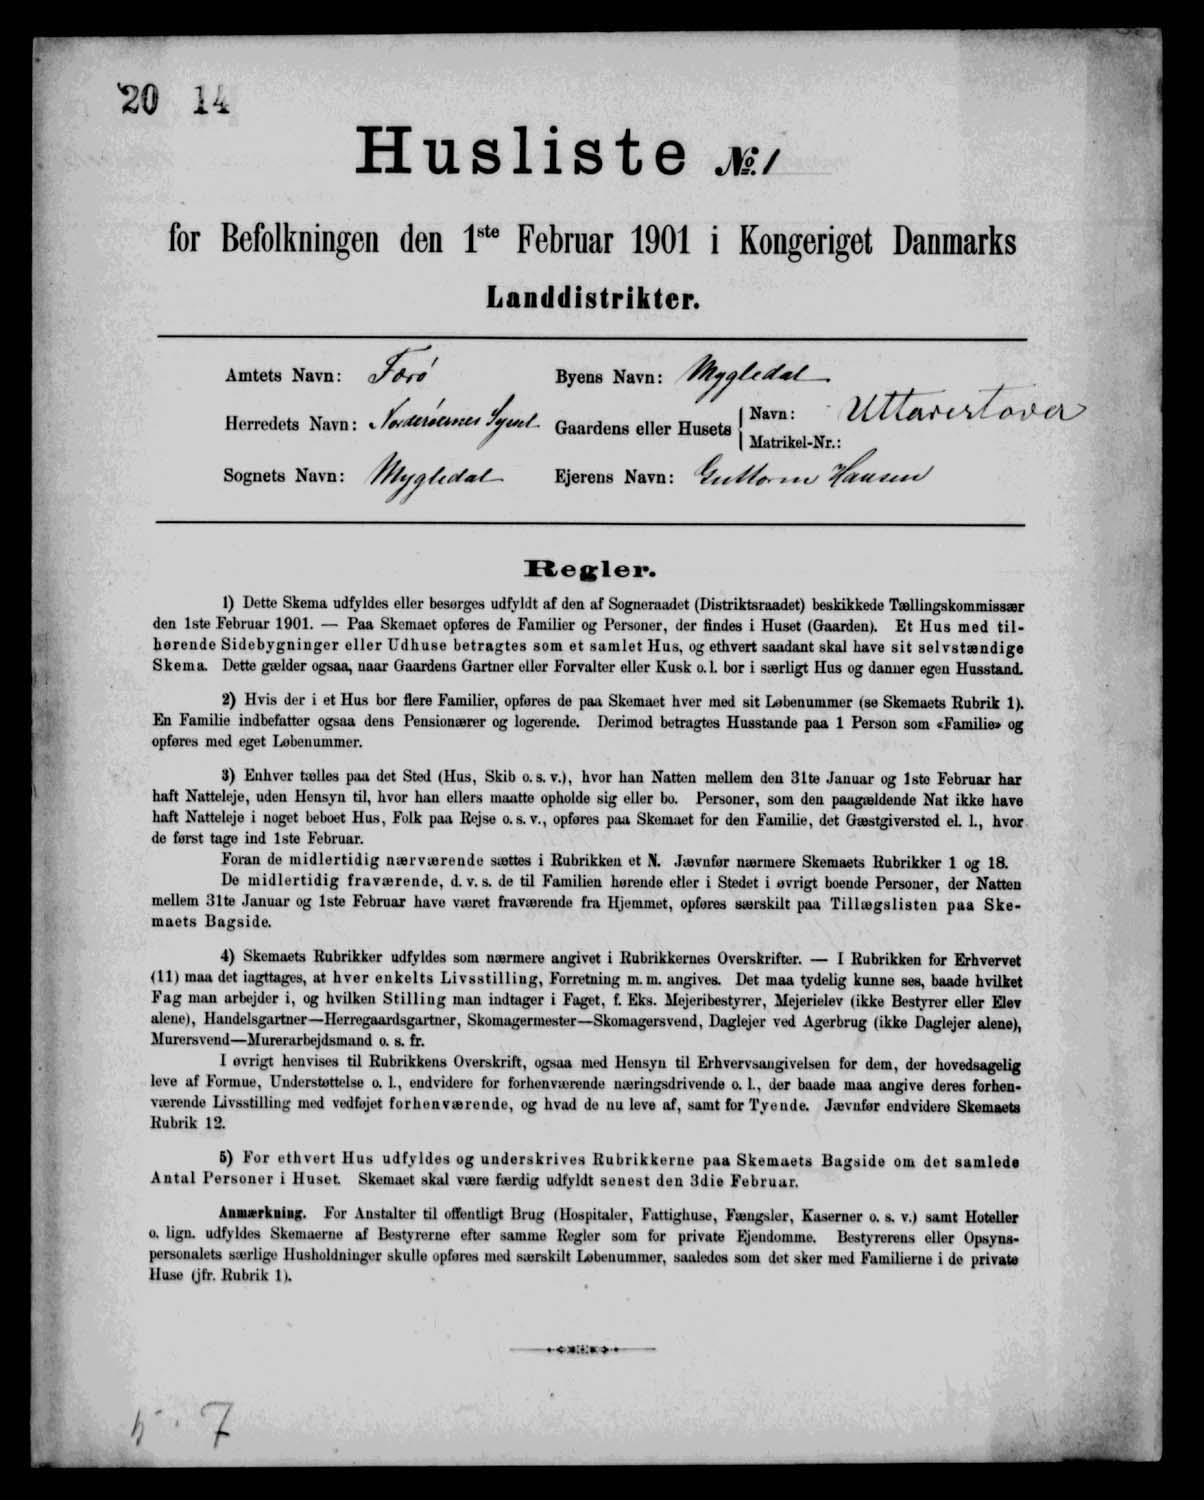 20 14
Husliste №. 1
for Befolkningen den 1ste Februar 1901 i Kongeriget Danmarks
Landdistrikter.
Amtets Navn: Færø
Byens Navn: Mygledal
Herredets Navn: Norderøernes Syssel
Gaardens eller Husets Navn: Uttaristova
Matrikel-Nr.:
Sognets Navn: Mygledal
Ejerens Navn: Guttorm Hansen
Regler.
1) Dette Skema udfyldes eller besørges udfyldt af den af Sogneraadet (Distriktsraadet) beskikkede Tællingskommissær
den 1ste Februar 1901. — Paa Skemaet opføres de Familier og Personer, der findes i Huset (Gaarden). Et Hus med til-
hørende Sidebygninger eller Udhuse betragtes som et samlet Hus, og ethvert saadant skal have sit selvstændige
Skema. Dette gælder ogsaa, naar Gaardens Gartner eller Forvalter eller Kusk o. l. bor i særligt Hus og danner egen Husstand.
2) Hvis der i et Hus bor flere Familier, opføres de paa Skemaet hver med sit Løbenummer (se Skemaets Rubrik 1).
En Familie indbefatter ogsaa dens Pensionærer og logerende. Derimod betragtes Husstande paa 1 Person som «Familie» og
opføres med eget Løbenummer.
3) Enhver tælles paa det Sted (Hus, Skib o. s. v.), hvor han Natten mellem den 31te Januar og 1ste Februar har
haft Natteleje, uden Hensyn til, hvor han ellers maatte opholde sig eller bo. Personer, som den paagældende Nat ikke have
haft Natteleje i noget beboet Hus, Folk paa Rejse o. s. v., opføres paa Skemaet for den Familie, det Gæstgiversted el. l., hvor
de først tage ind 1ste Februar.
Foran de midlertidig nærværende sættes i Rubrikken et N. Jævnfør nærmere Skemaets Rubrikker 1 og 18.
De midlertidig fraværende, d. v. s. de til Familien hørende eller i Stedet i øvrigt boende Personer, der Natten
mellem 31te Januar og 1ste Februar have været fraværende fra Hjemmet, opføres særskilt paa Tillægslisten paa Ske-
maets Bagside.
4) Skemaets Rubrikker udfyldes som nærmere angivet i Rubrikkernes Overskrifter. — I Rubrikken for Erhvervet
(11) maa det iagttages, at hver enkelts Livsstilling, Forretning m. m. angives. Det maa tydelig kunne ses, baade hvilket
Fag man arbejder i, og hvilken Stilling man indtager i Faget, f. Eks. Mejeribestyrer, Mejerielev (ikke Bestyrer eller Elev
alene), Handelsgartner—Herregaardsgartner, Skomagermester—Skomagersvend, Daglejer ved Agerbrug (ikke Daglejer alene),
Murersvend—Murerarbejdsmand o. s. fr.
I øvrigt henvises til Rubrikkens Overskrift, ogsaa med Hensyn til Erhvervsangivelsen for dem, der hovedsagelig
leve af Formue, Understøttelse o. l., endvidere for forhenværende næringsdrivende o. l., der baade maa angive deres forhen-
værende Livsstilling med vedføjet forhenværende, og hvad de nu leve af, samt for Tyende. Jævnfør endvidere Skemaets
Rubrik 12.
5) For ethvert Hus udfyldes og underskrives Rubrikkerne paa Skemaets Bagside om det samlede
Antal Personer i Huset. Skemaet skal være færdig udfyldt senest den 3die Februar.
Anmærkning. For Anstalter til offentligt Brug (Hospitaler, Fattighuse, Fængsler, Kaserner o. s. v.) samt Hoteller
o. lign. udfyldes Skemaerne af Bestyrerne efter samme Regler som for private Ejendomme. Bestyrerens eller Opsyns-
personalets særlige Husholdninger skulle opføres med særskilt Løbenummer, saaledes som det sker med Familierne i de private
Huse (jfr. Rubrik 1).
7